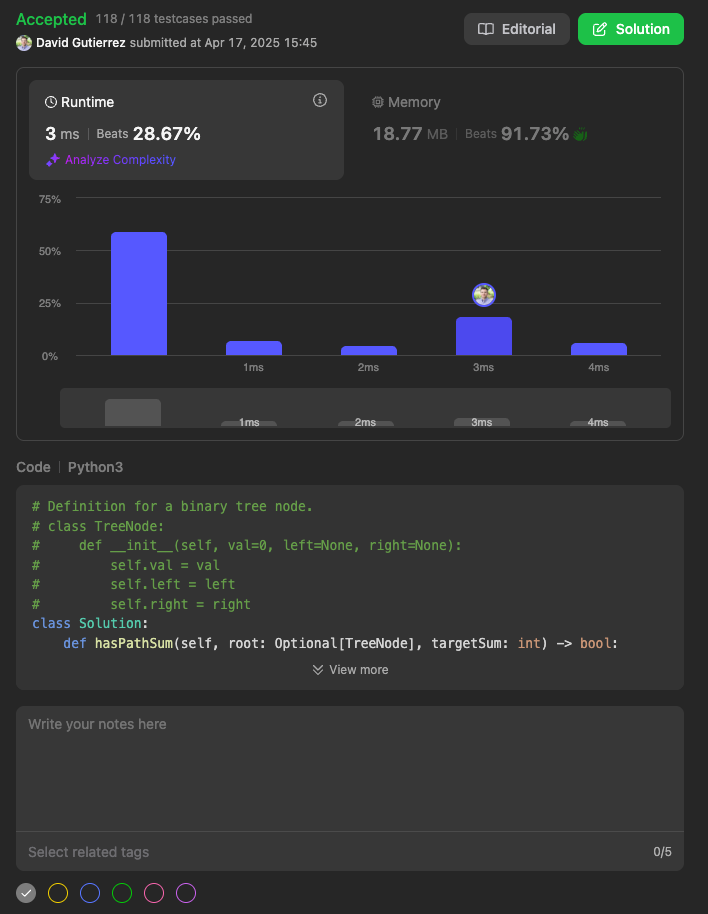 Accepted 118 / 118 testcases passed
David Gutierrez submitted at Apr 17, 2025 15:45
Editorial
Solution
Runtime
3 ms | Beats 28.67%
Analyze Complexity
Memory
18.77 MB | Beats 91.73%
75%
50%
25%
0%
1ms 2ms 3ms 4ms
1ms 2ms 3ms 4ms
Code | Python3
# Definition for a binary tree node.
# class TreeNode:
#     def __init__(self, val=0, left=None, right=None):
#         self.val = val
#         self.left = left
#         self.right = right
class Solution:
    def hasPathSum(self, root: Optional[TreeNode], targetSum: int) -> bool:
View more
Write your notes here
Select related tags 0/5